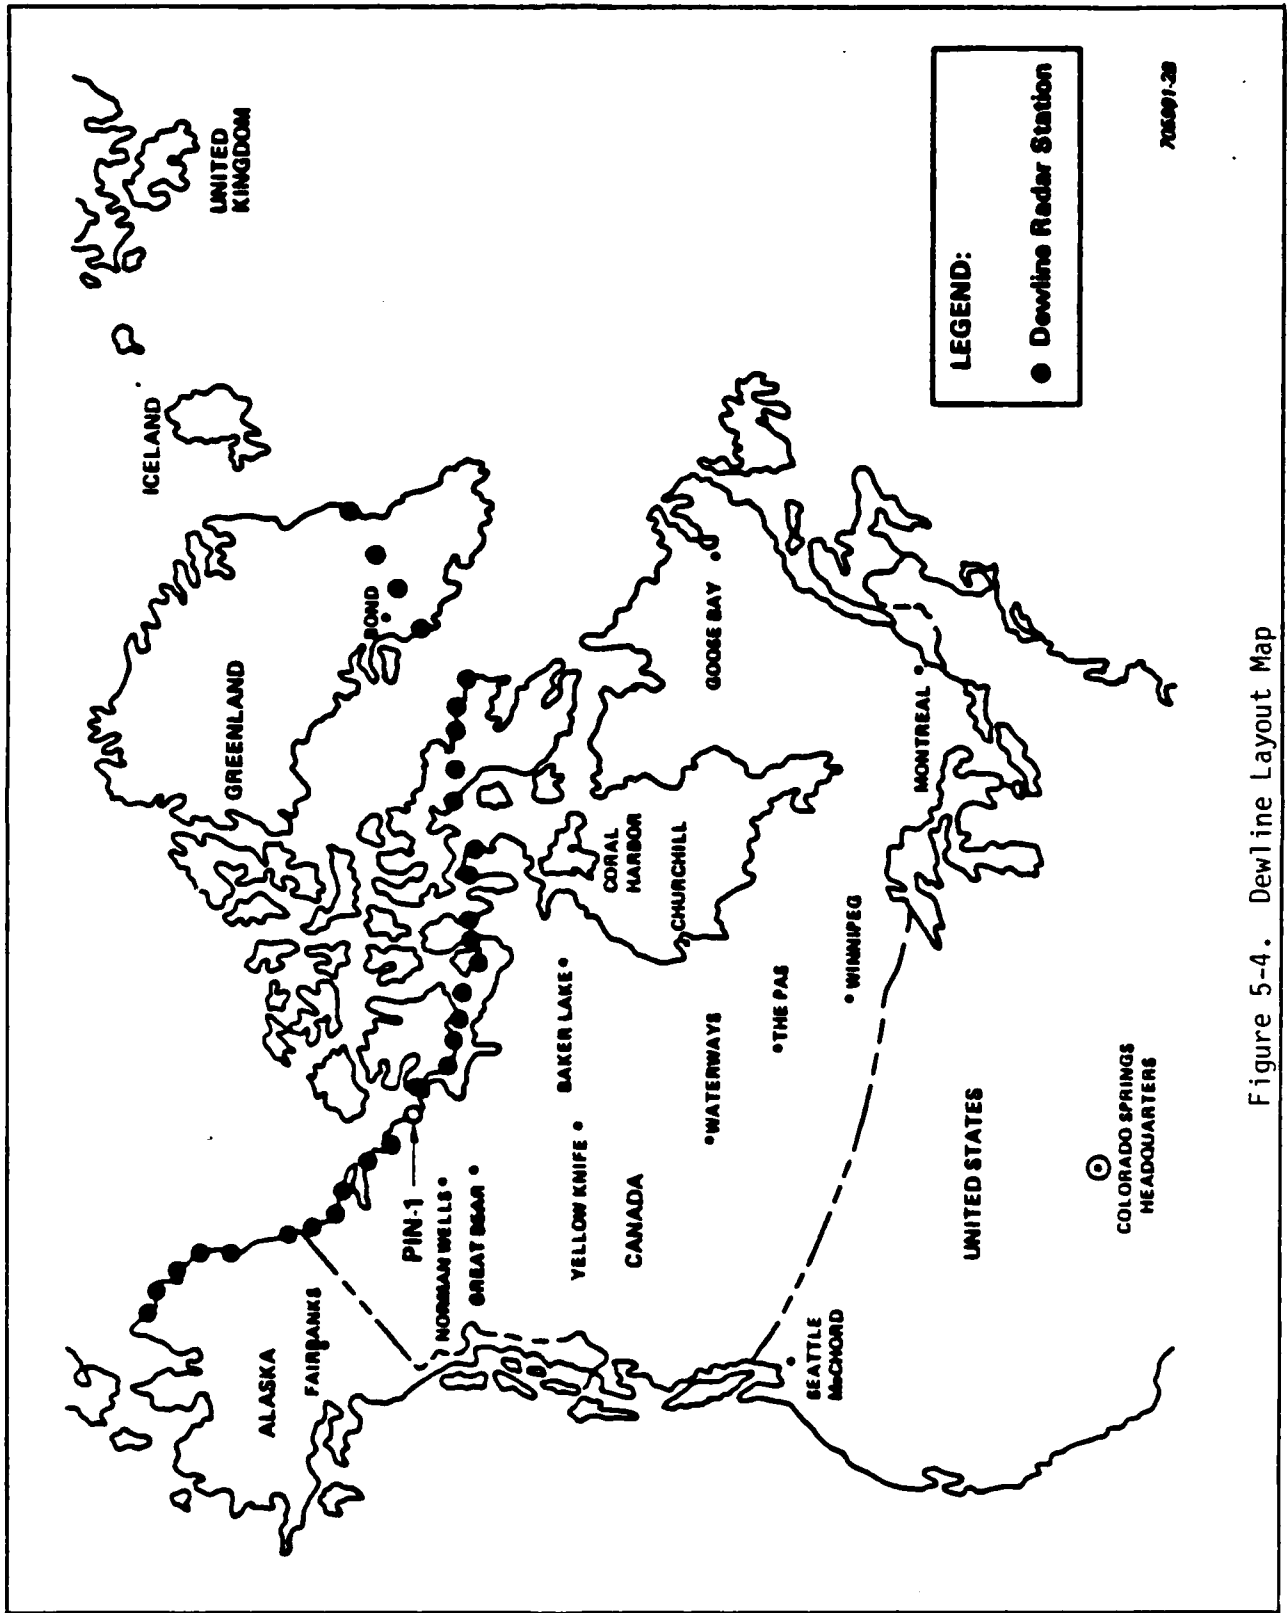 UNITED
KINGDOM
ICELAND
GREENLAND
BOND
ALASKA
FAIRBANKS
PIN-1
NORMAN WELLS
GREAT BEAR
YELLOW KNIFE
BAKER LAKE
CORAL
HARBOR
CHURCHILL
GOOSE BAY
CANADA
WATERWAYS
THE PAS
WINNIPEG
MONTREAL
SEATTLE
McCHORD
UNITED STATES
COLORADO SPRINGS
HEADQUARTERS
LEGEND:
Dewline Radar Station
Figure 5-4. Dewline Layout Map